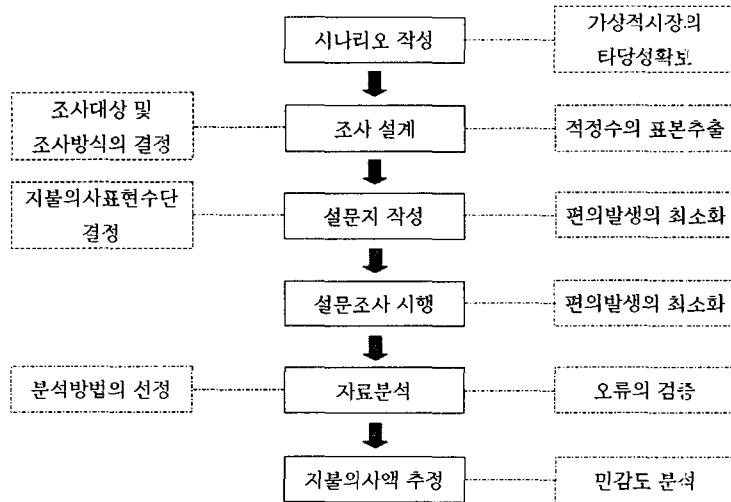 시나리오 작성
가상적시장의
타당성확보
조사대상 및
조사방식의 결정
조사 설계
적정수의 표본추출
지불의사표현수단
결정
설문지 작성
편의발생의 최소화
설문조사 시행
편의발생의 최소화
분석방법의 선정
자료분석
오류의 검증
지불의사액 추정
민감도 분석